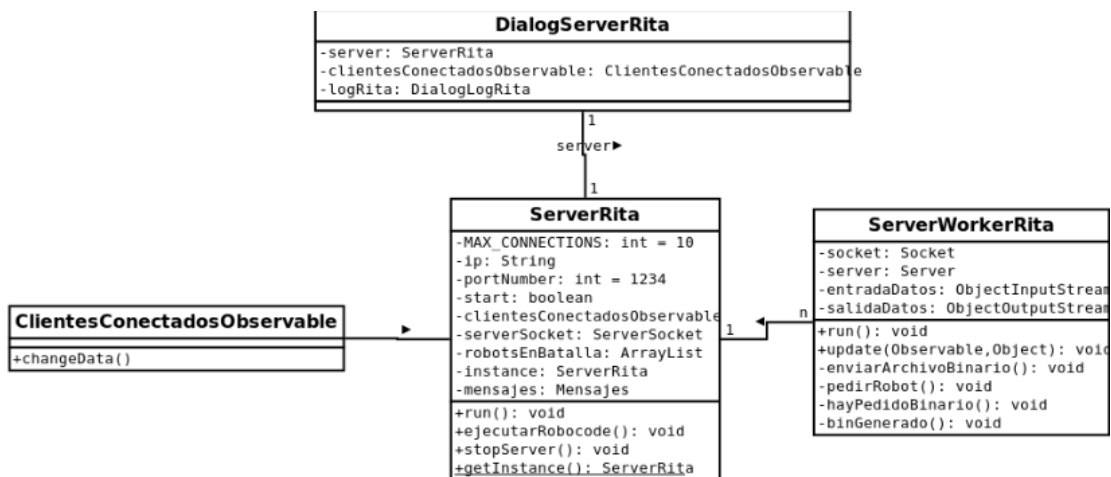 DialogServerRita
-server: ServerRita
-clientesConectadosObservable: ClientesConectadosObservable
-logRita: DialogLogRita
1
server
1
ServerRita
-MAX_CONNECTIONS: int = 10
-ip: String
-portNumber: int = 1234
-start: boolean
-clientesConectadosObservable
-serverSocket: ServerSocket
-robotsEnBatalla: ArrayList
-instance: ServerRita
-mensajes: Mensajes
+run(): void
+ejecutarRobocode(): void
+stopServer(): void
+getInstance(): ServerRita
ClientesConectadosObservable
+changeData()
1
n
ServerWorkerRita
-socket: Socket
-server: Server
-entradaDatos: ObjectInputStream
-salidaDatos: ObjectOutputStream
+run(): void
+update(Observable,Object): void
-enviarArchivoBinario(): void
-pedirRobot(): void
-hayPedidoBinario(): void
-binGenerado(): void